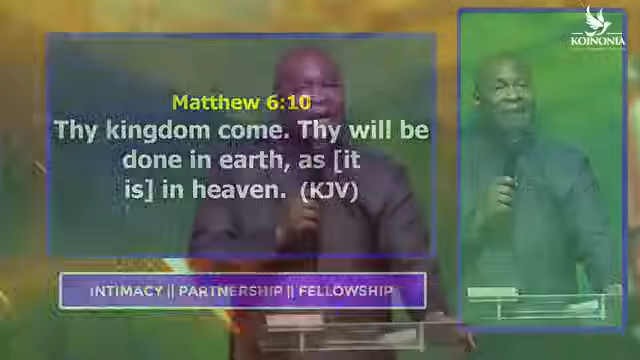 KOINONIA
Matthew 6:10
Thy kingdom come. Thy will be
done in earth, as [it
is] in heaven. (KJV)
INTIMACY || PARTNERSHIP || FELLOWSHIP